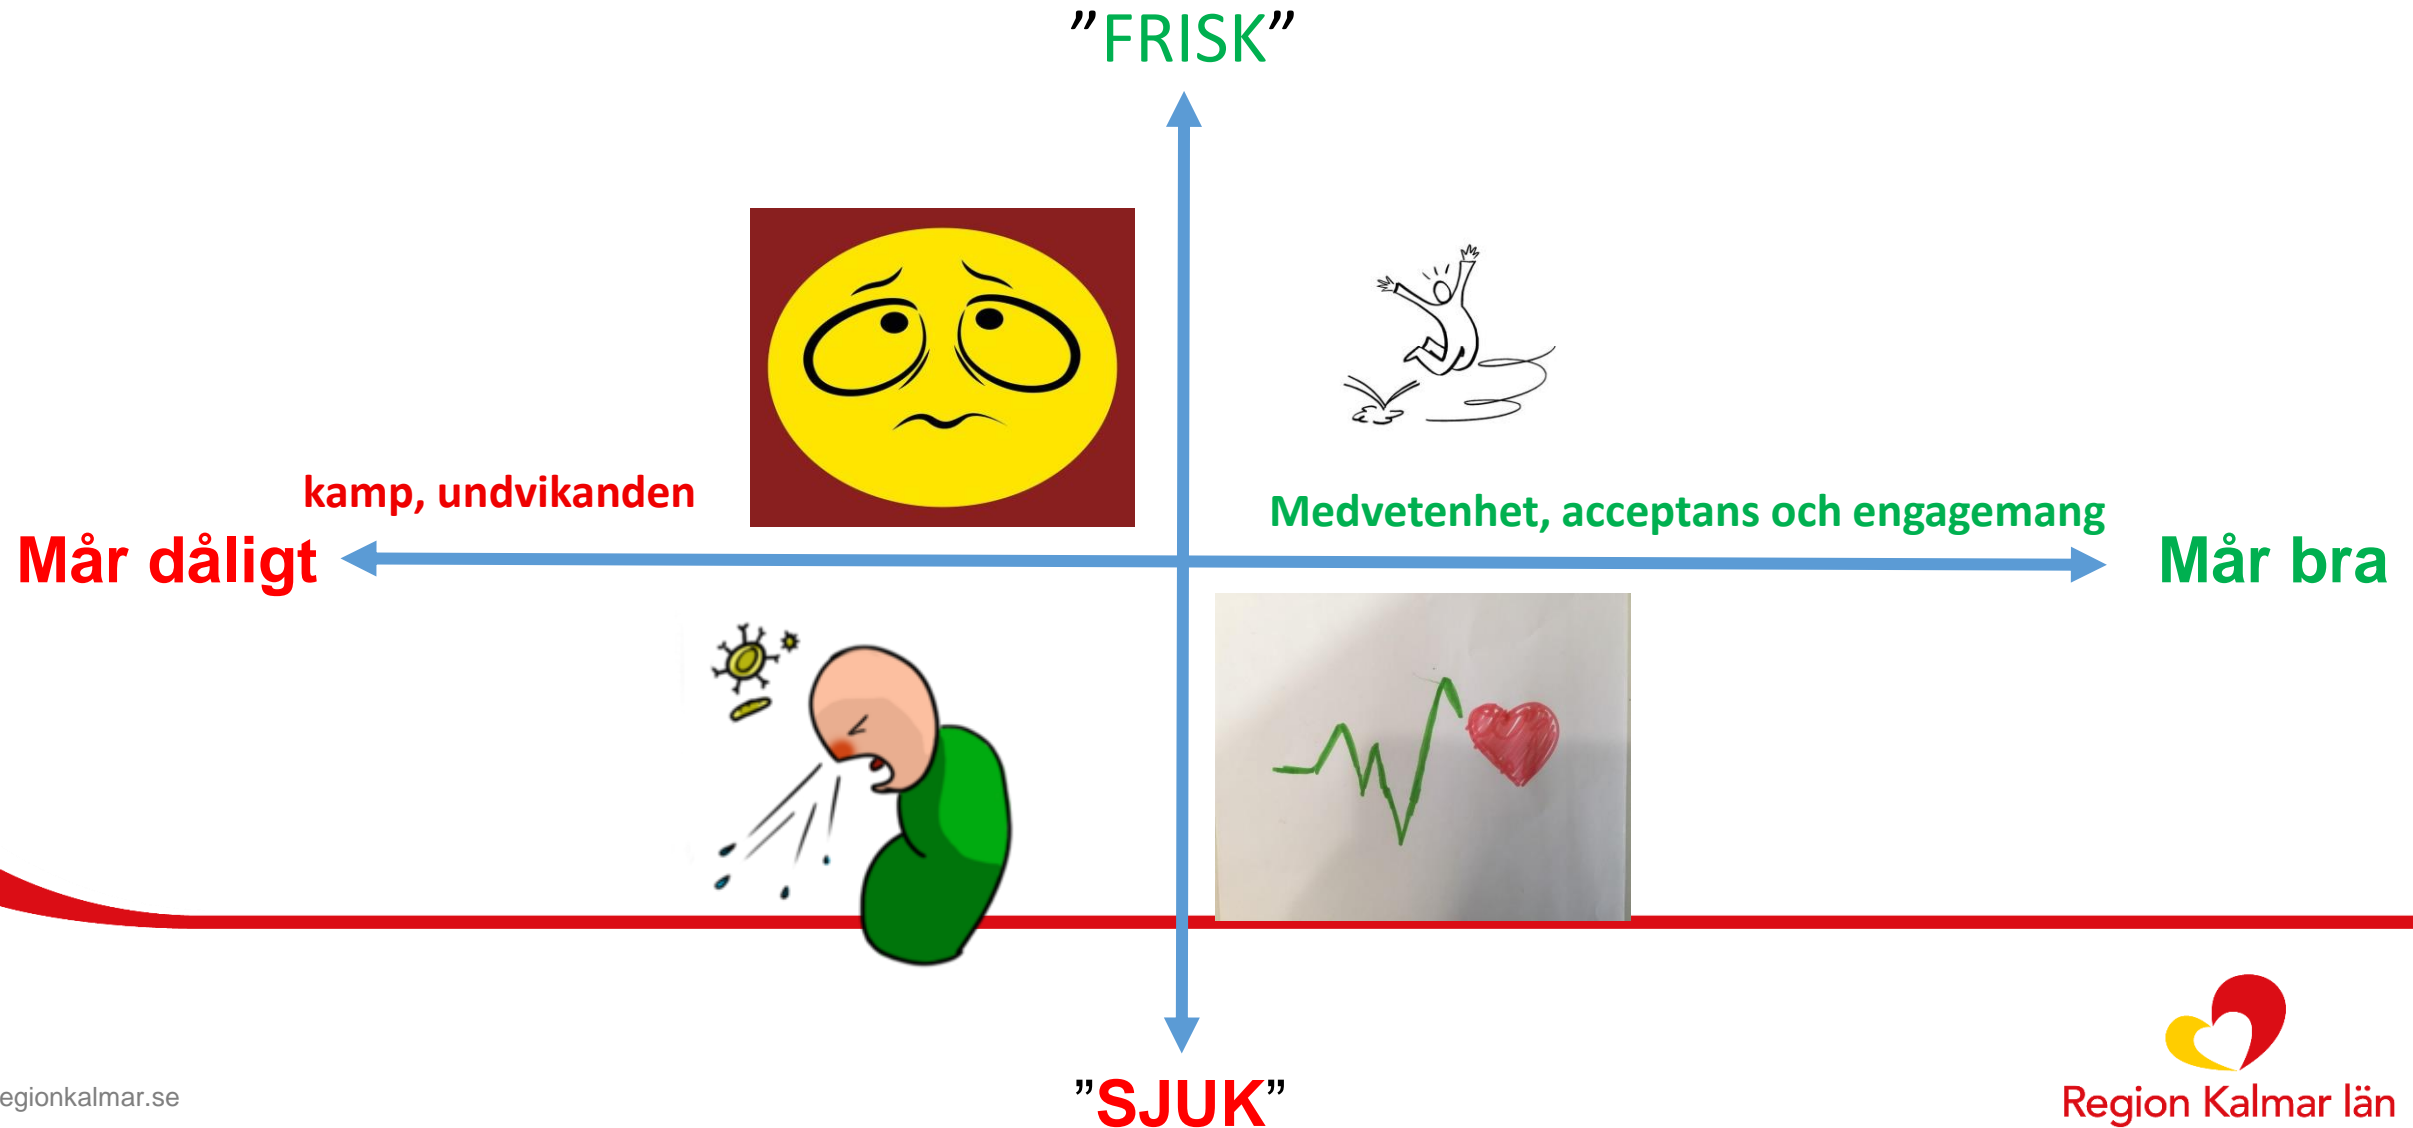 ”FRISK”
kamp, undvikanden
Medvetenhet, acceptans och engagemang
Mår dåligt
Mår bra
”SJUK”
egionkalmar.se
Region Kalmar län